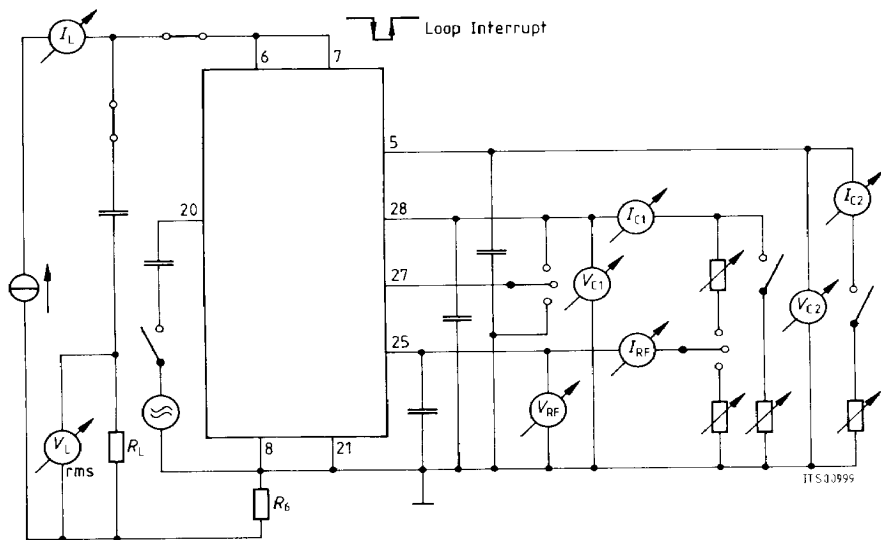 I_L
Loop Interrupt
6
7
5
20
28
I_C1
I_C2
27
V_C1
V_C2
25
I_RF
V_RF
V_L
rms
R_L
8
21
R_6
ITS00999